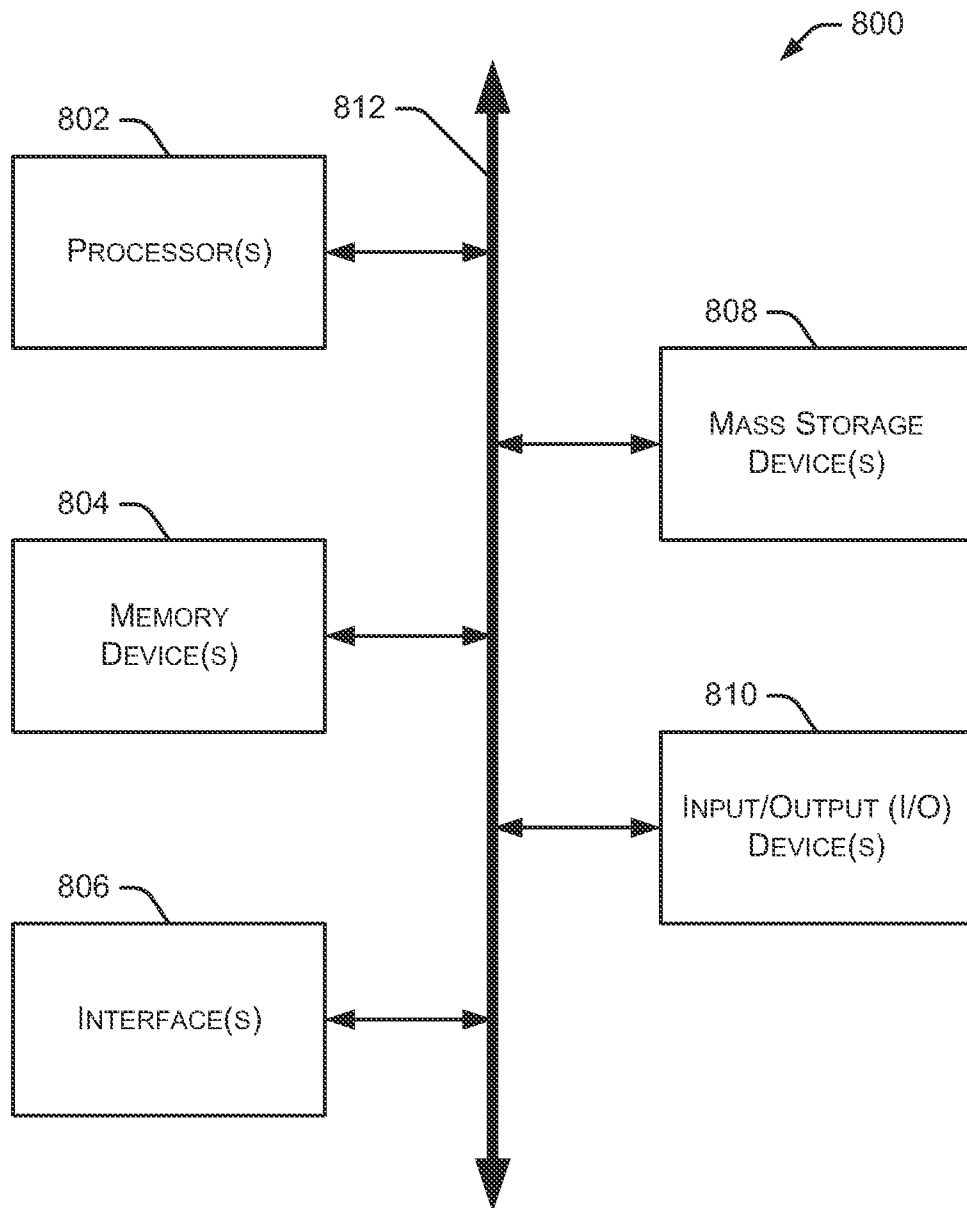 800
812
802
PROCESSOR(S)
808
MASS STORAGE
DEVICE(S)
804
MEMORY
DEVICE(S)
810
INPUT/OUTPUT (I/O)
DEVICE(S)
806
INTERFACE(S)